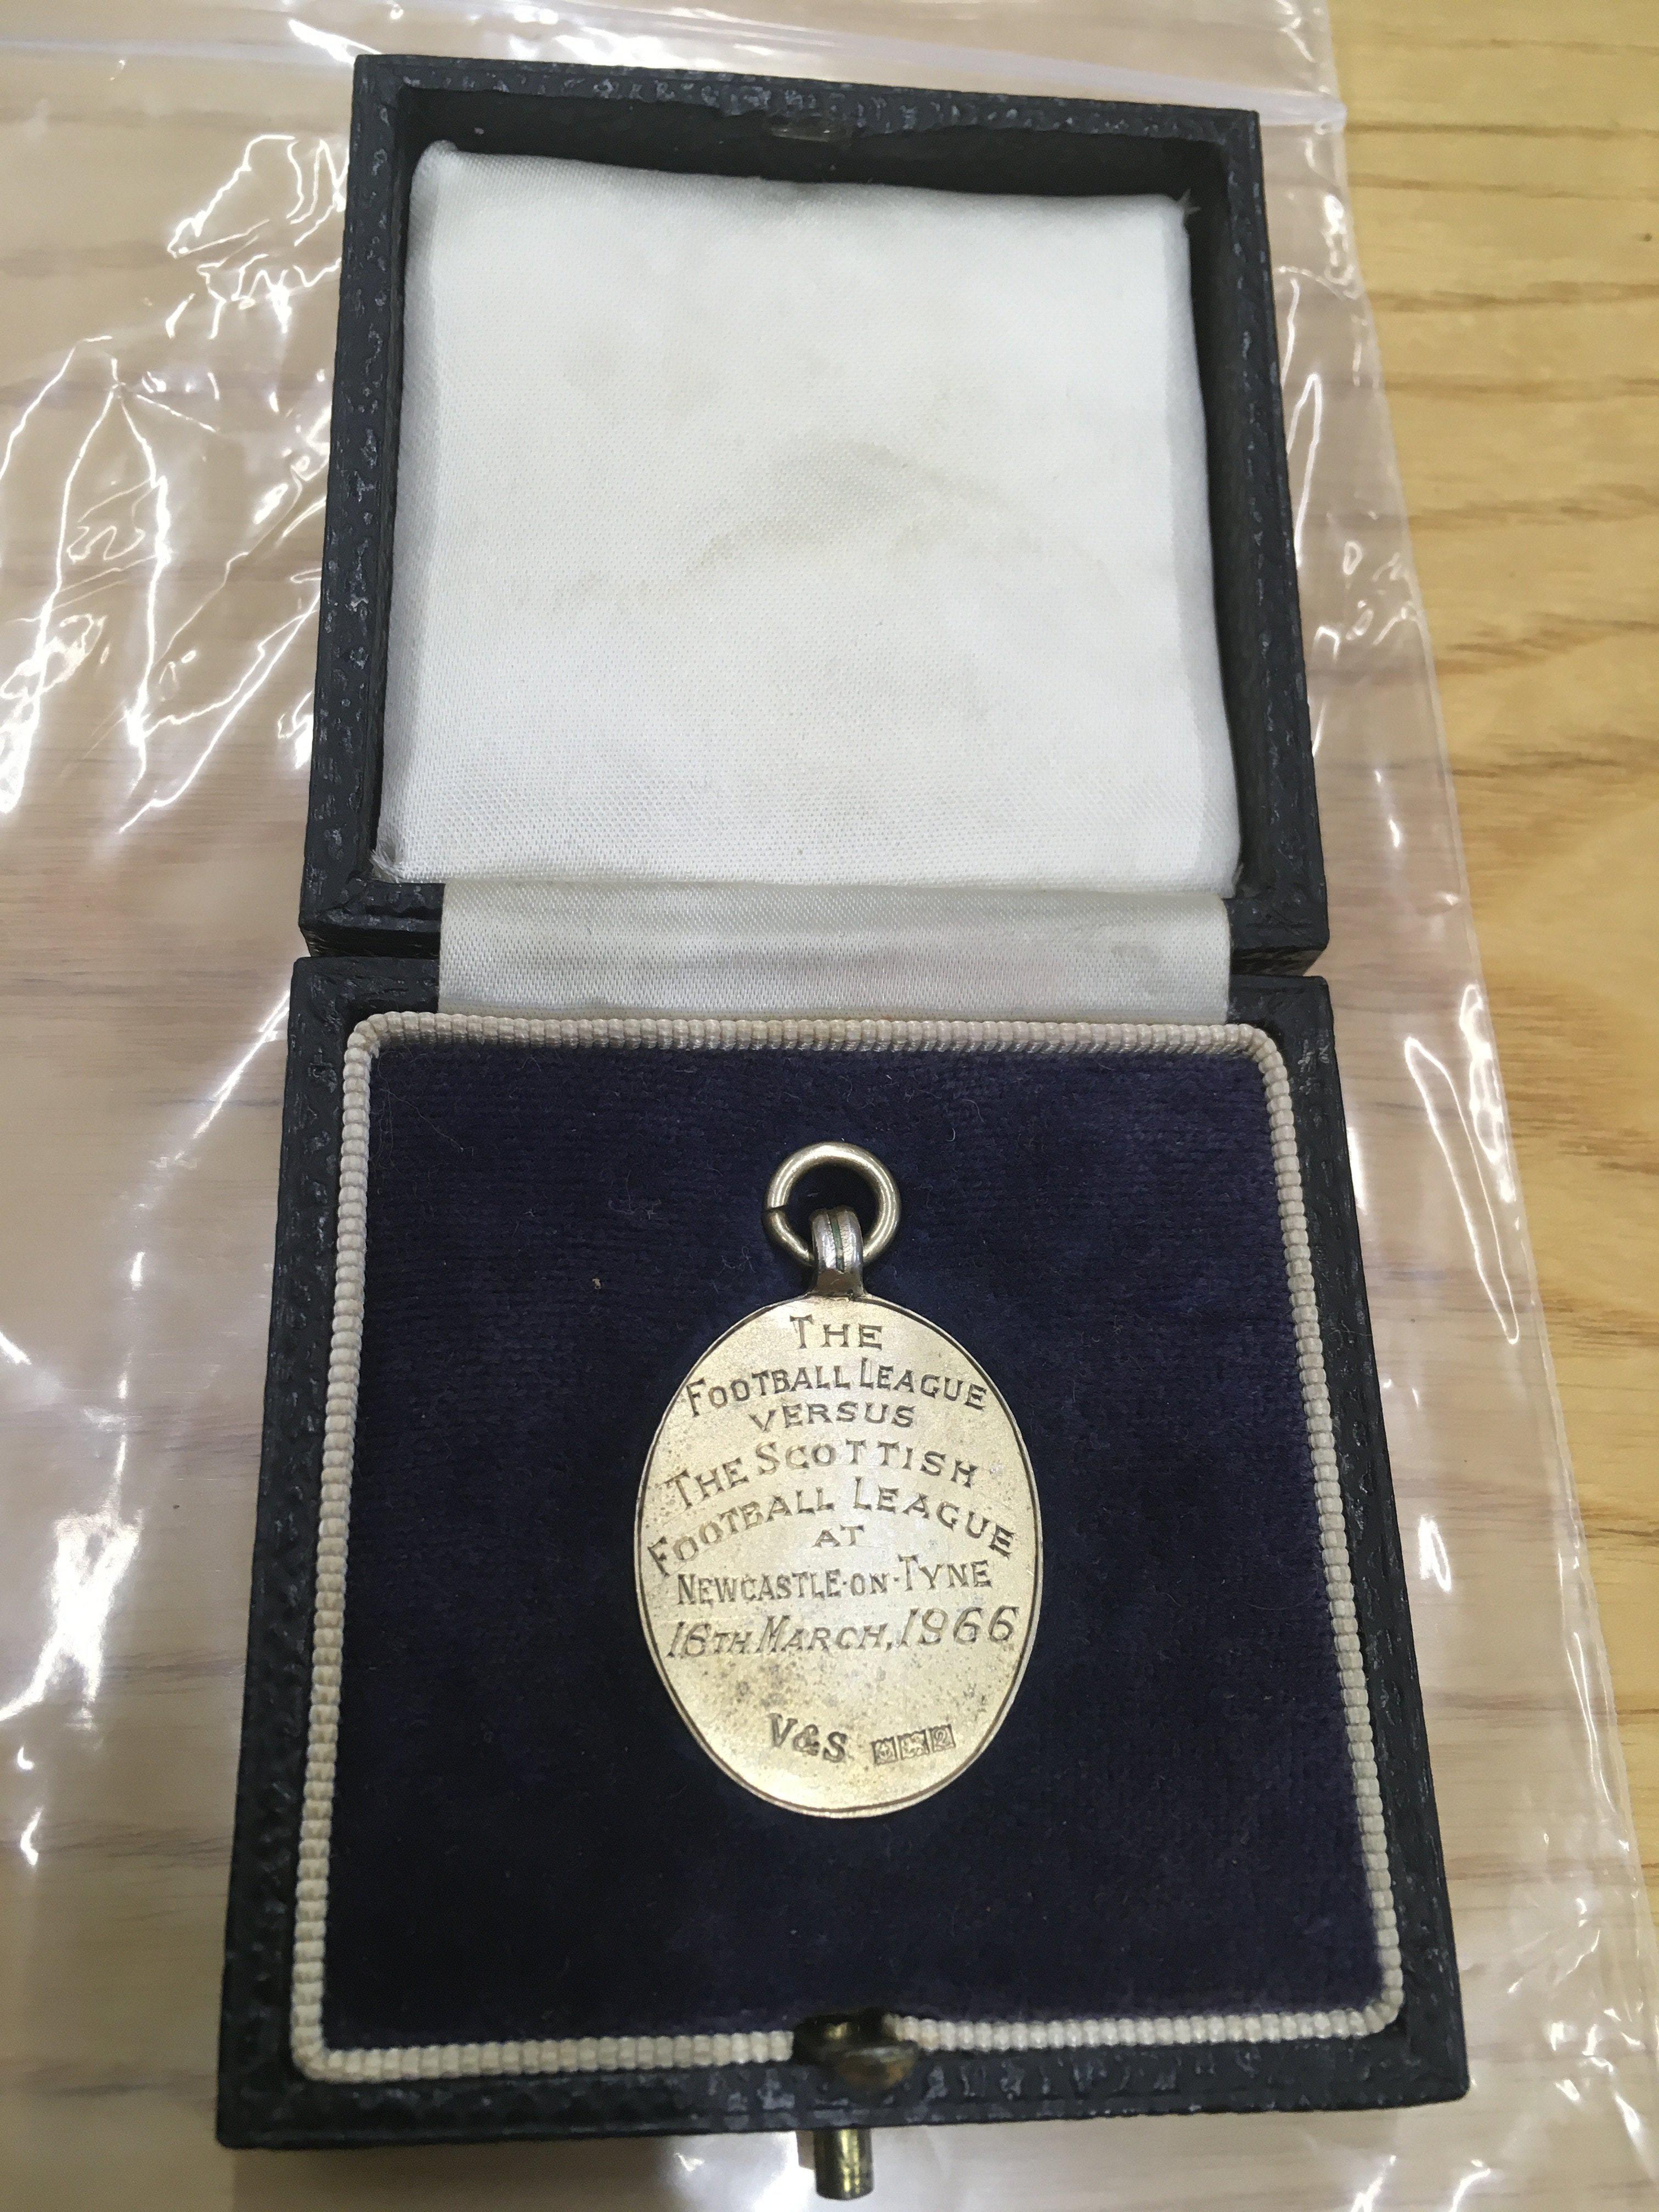 THE
FOOTBALL LEAGUE
VERSUS
THE SCOTTISH
FOOTBALL LEAGUE
AT
NEWCASTLE-ON-TYNE
16TH MARCH, 1966
V&S